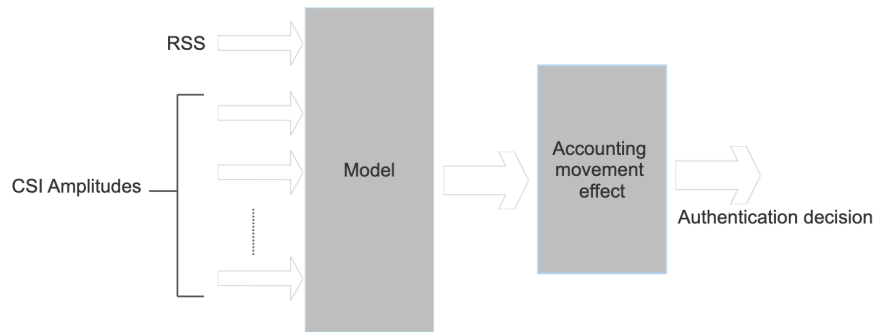 RSS
CSI Amplitudes
Model
Accounting
movement
effect
Authentication decision